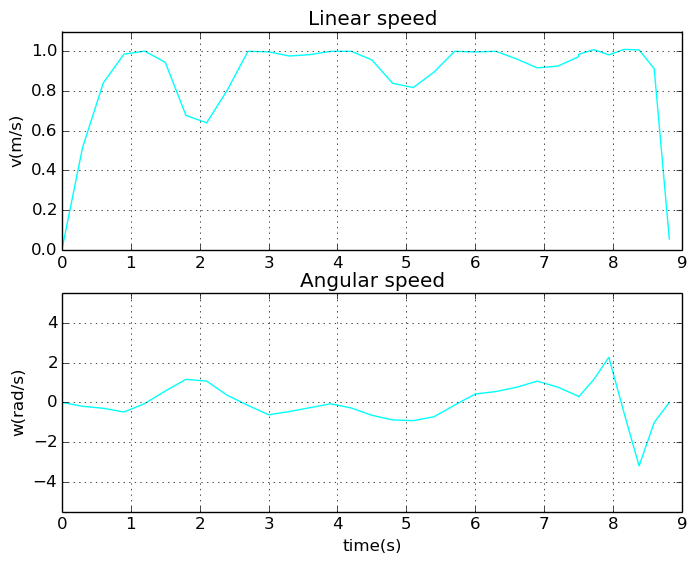 Linear speed
1.0
0.8
0.6
0.4
0.2
0.0
v(m/s)
0 1 2 3 4 5 6 7 8 9
Angular speed
4
2
0
−2
−4
w(rad/s)
0 1 2 3 4 5 6 7 8 9
time(s)